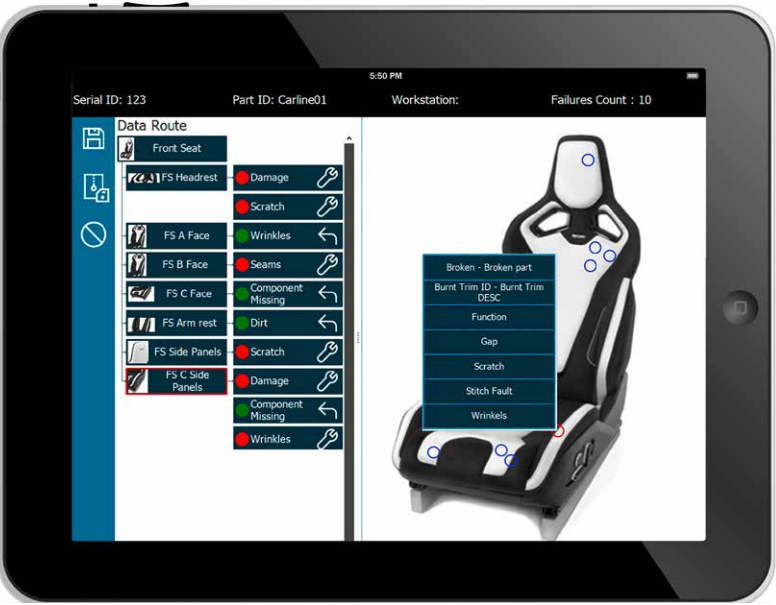 5:50 PM
Serial ID: 123 Part ID: Carline01 Workstation: Failures Count : 10
Data Route
Front Seat
FS Headrest Damage
Scratch
FS A Face Wrinkles
FS B Face Seams
FS C Face Component
Missing
FS Arm rest Dirt
FS Side Panels Scratch
FS C Side
Panels Damage
Component
Missing
Wrinkles
Broken - Broken part
Burnt Trim ID - Burnt Trim
DESC
Function
Gap
Scratch
Stitch Fault
Wrinkels